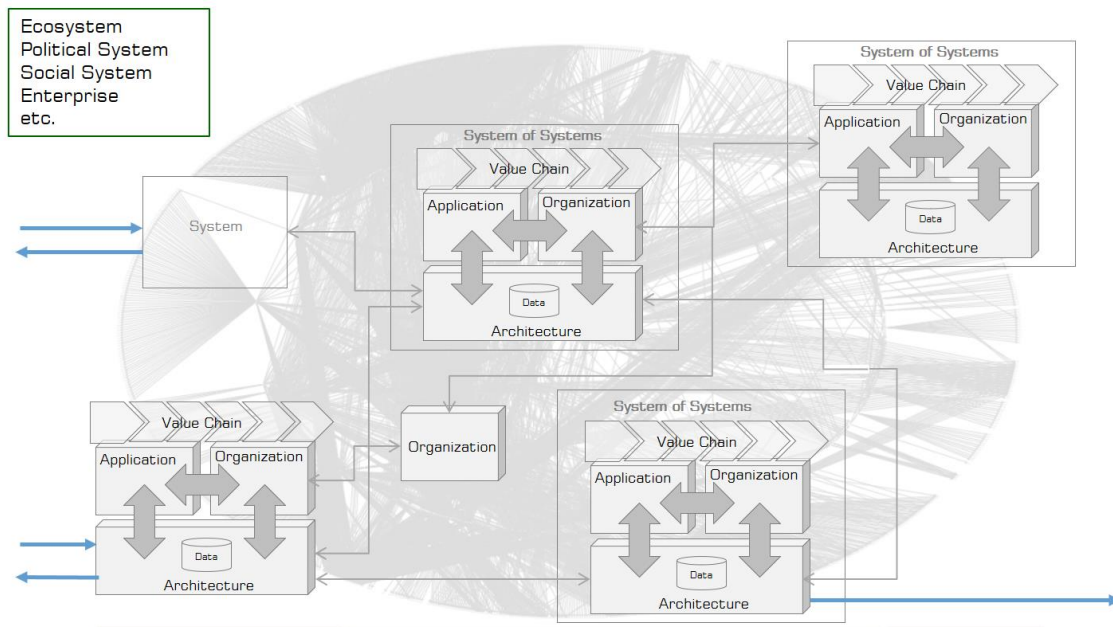 Ecosystem
Political System
Social System
Enterprise
etc.
System of Systems
Value Chain
Application
Organization
Data
Architecture
System of Systems
Value Chain
Application
Organization
Data
Architecture
System
Value Chain
Application
Organization
Data
Architecture
Organization
System of Systems
Value Chain
Application
Organization
Data
Architecture